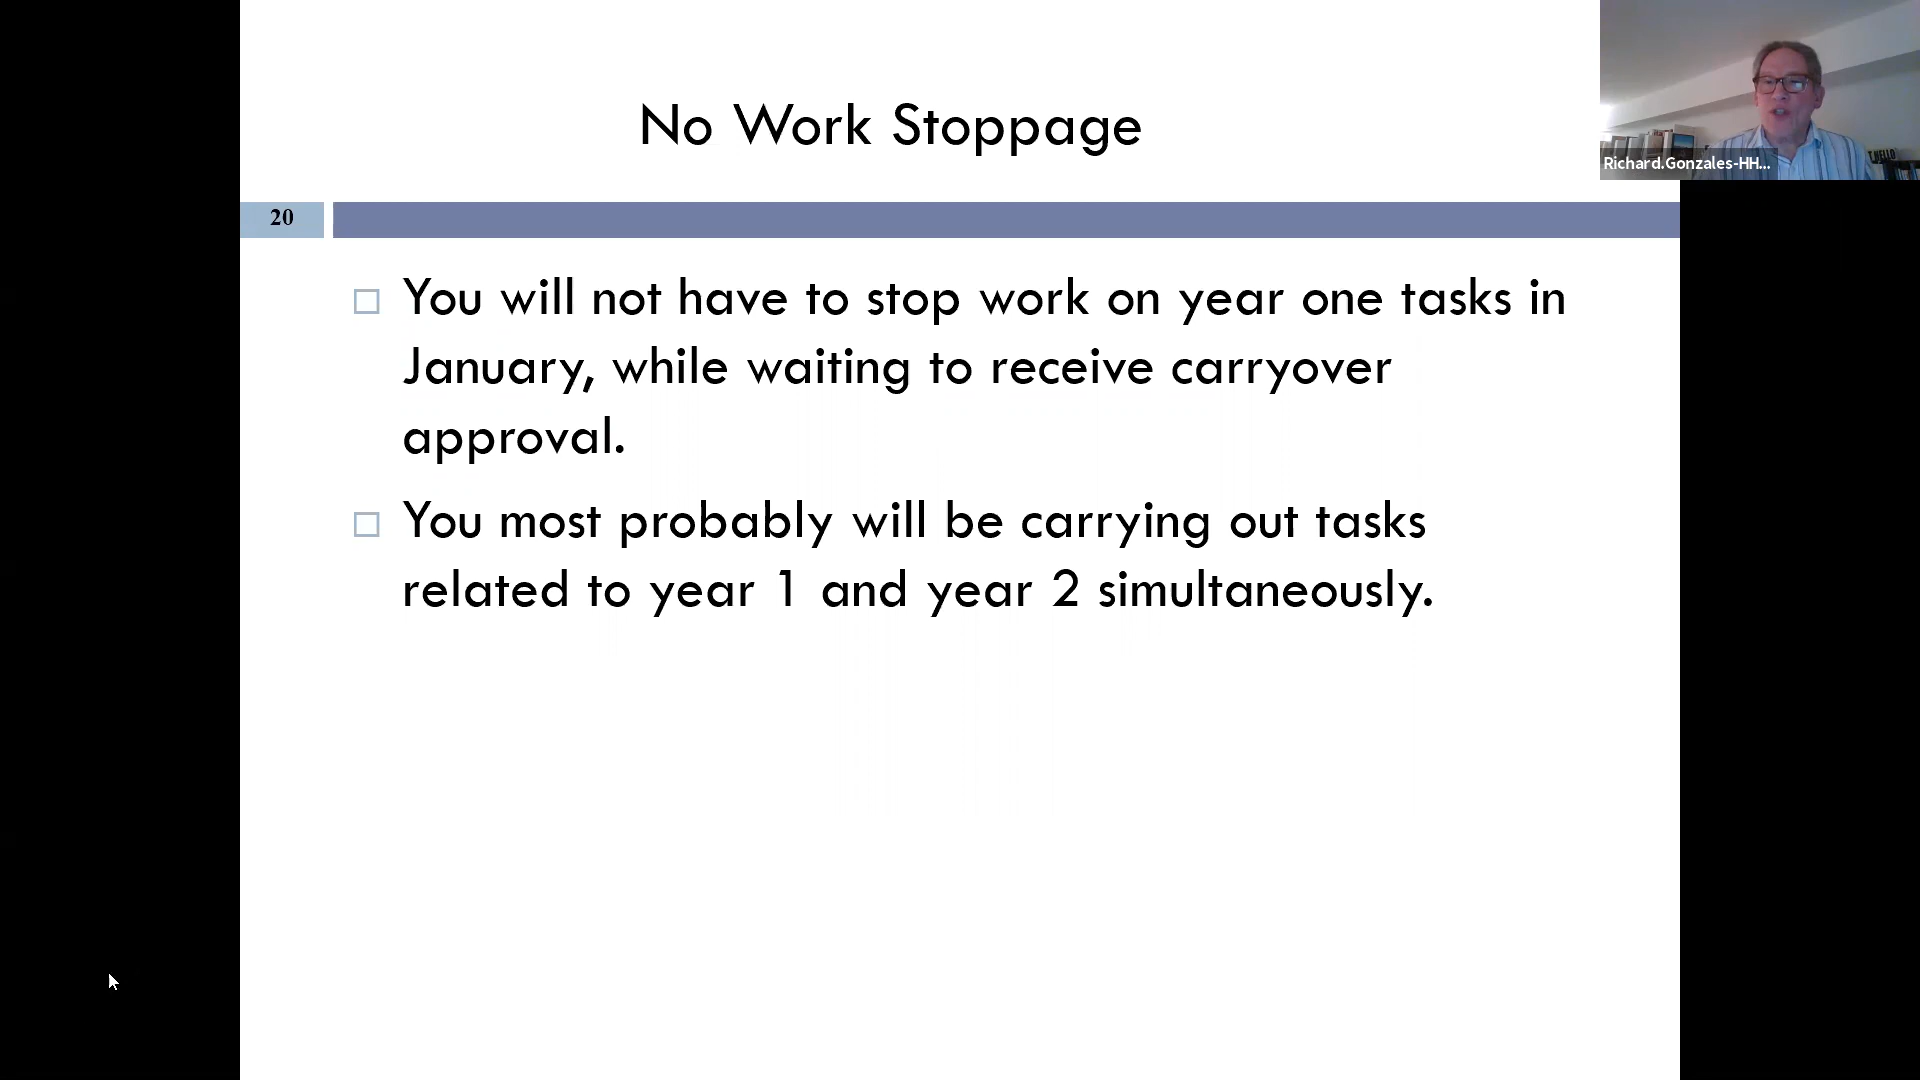 No Work Stoppage
Richard.Gonzales-HH...
20
You will not have to stop work on year one tasks in
January, while waiting to receive carryover
approval.
You most probably will be carrying out tasks
related to year 1 and year 2 simultaneously.